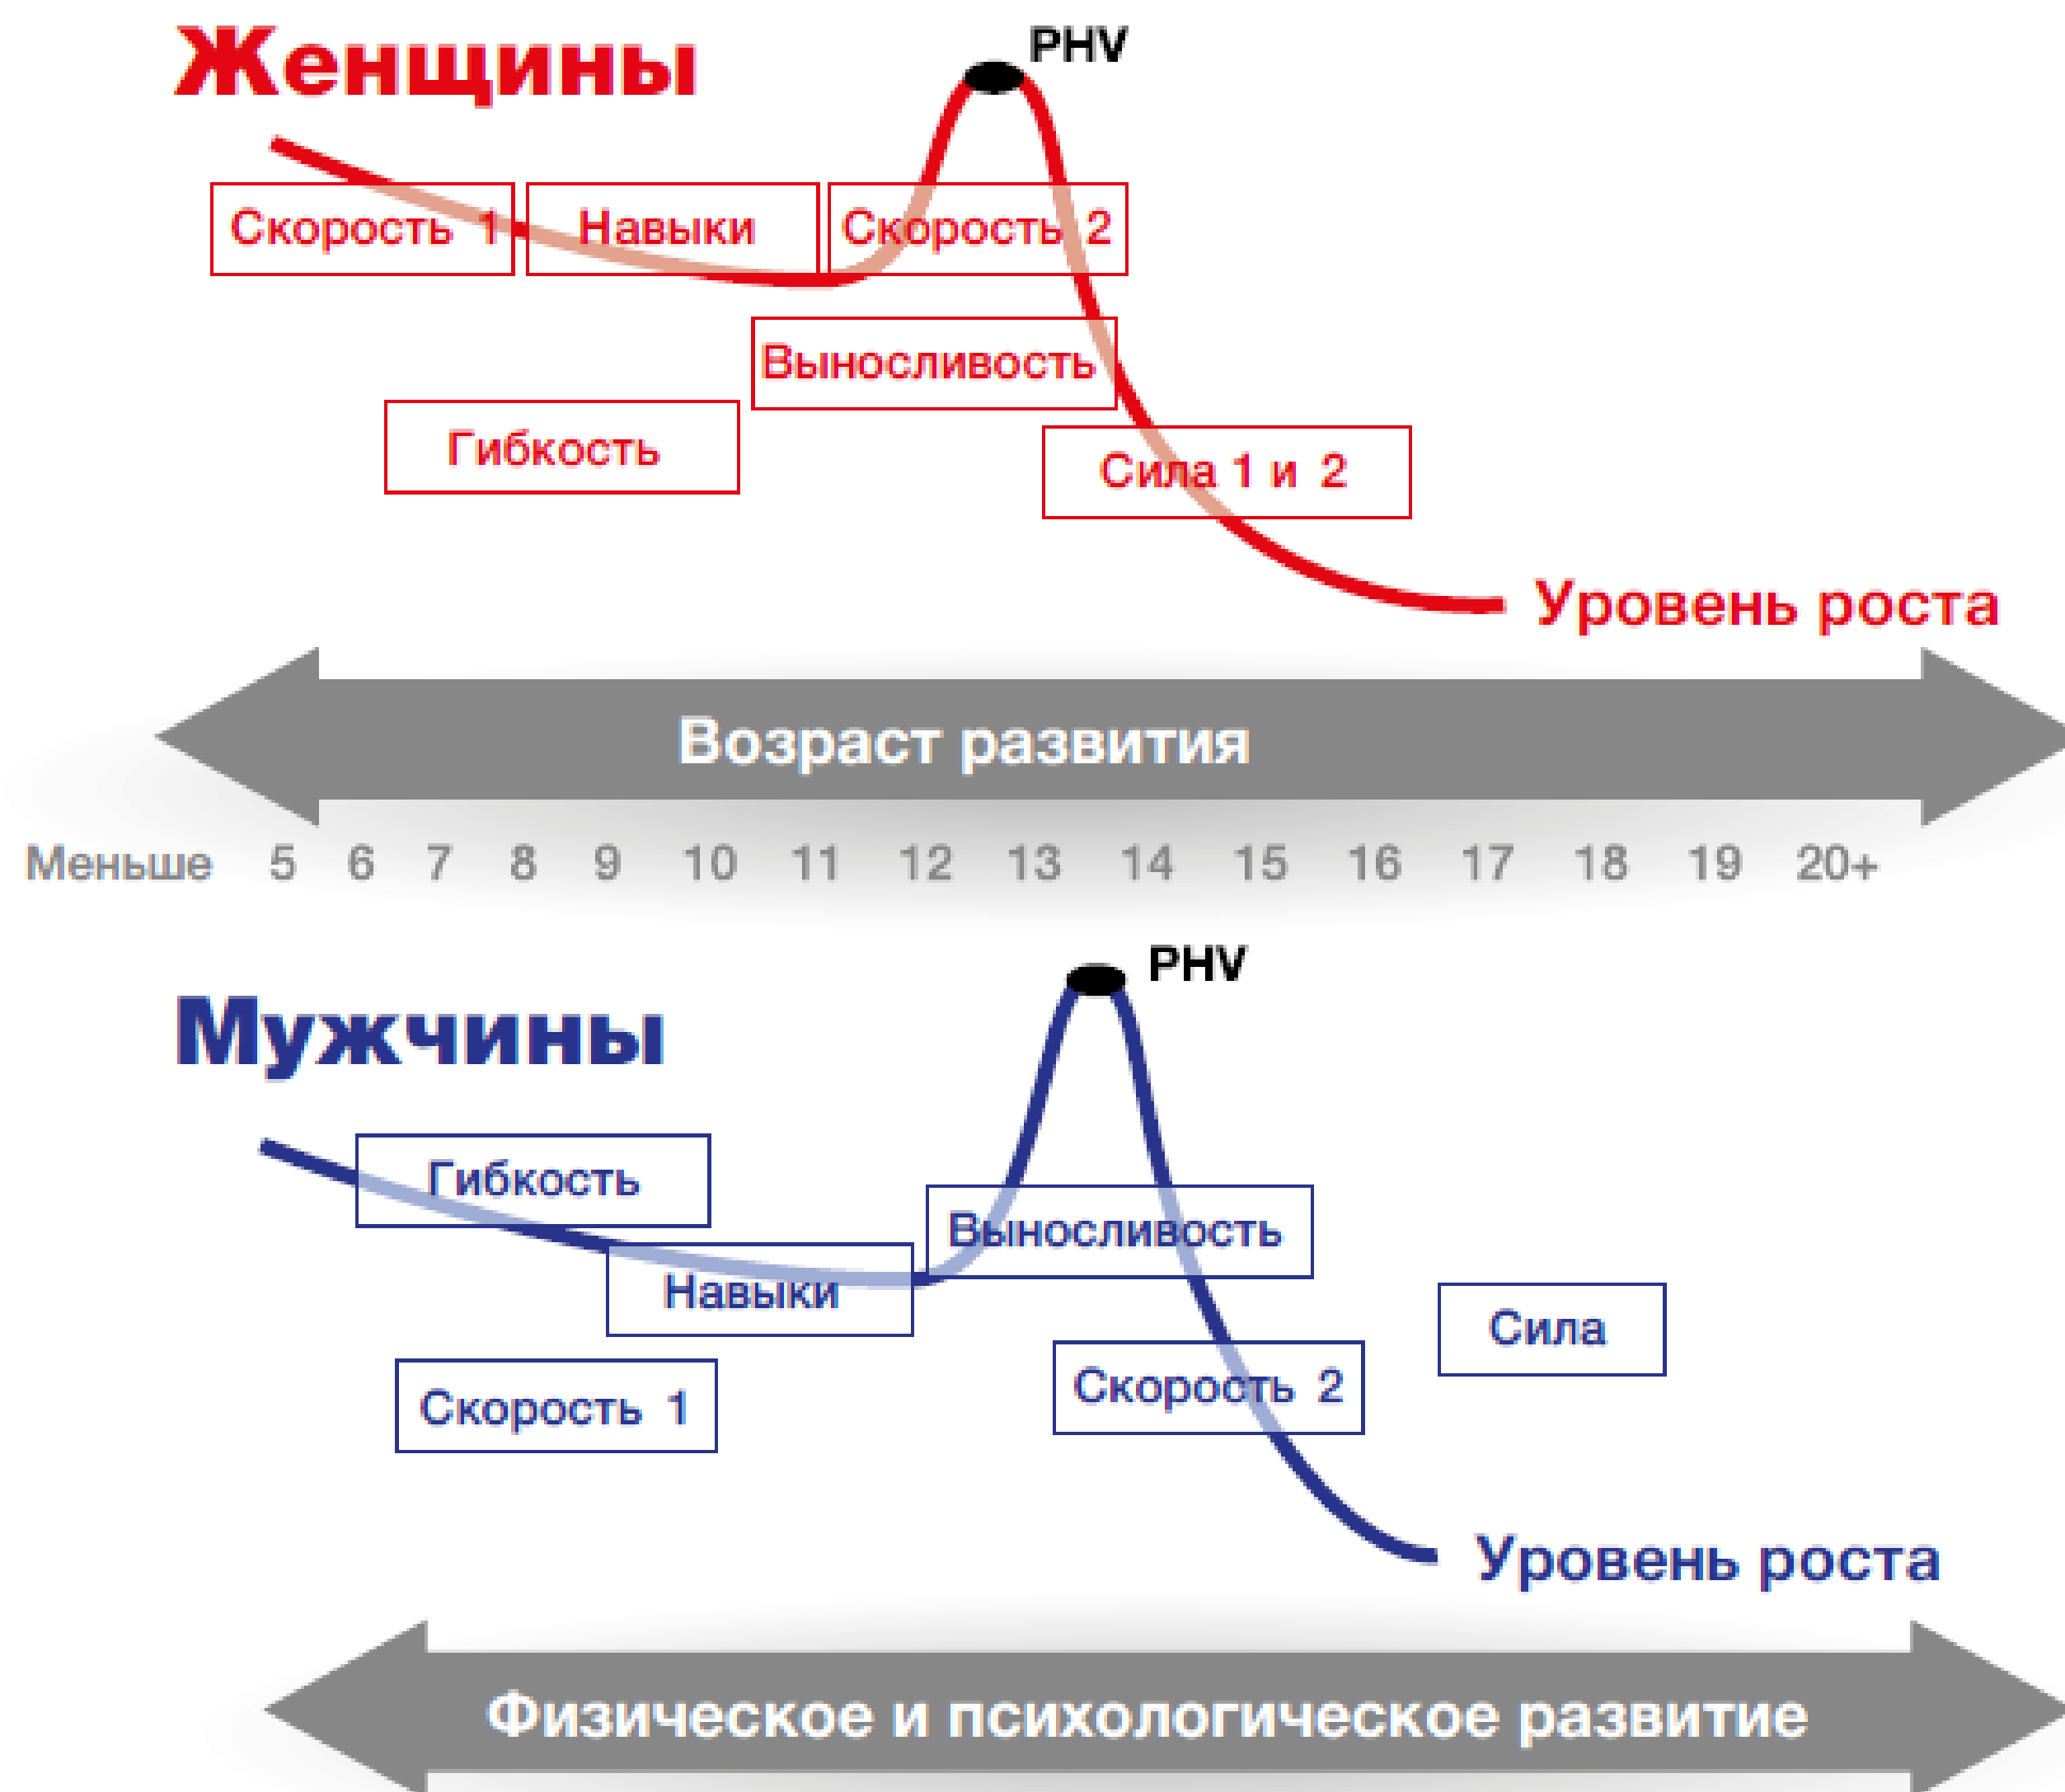 Женщины
PHV
Скорость 1
Навыки
Скорость 2
Выносливость
Гибкость
Сила 1 и 2
Уровень роста
Возраст развития
Меньше 5 6 7 8 9 10 11 12 13 14 15 16 17 18 19 20+
PHV
Мужчины
Гибкость
Выносливость
Навыки
Сила
Скорость 2
Скорость 1
Уровень роста
Физическое и психологическое развитие